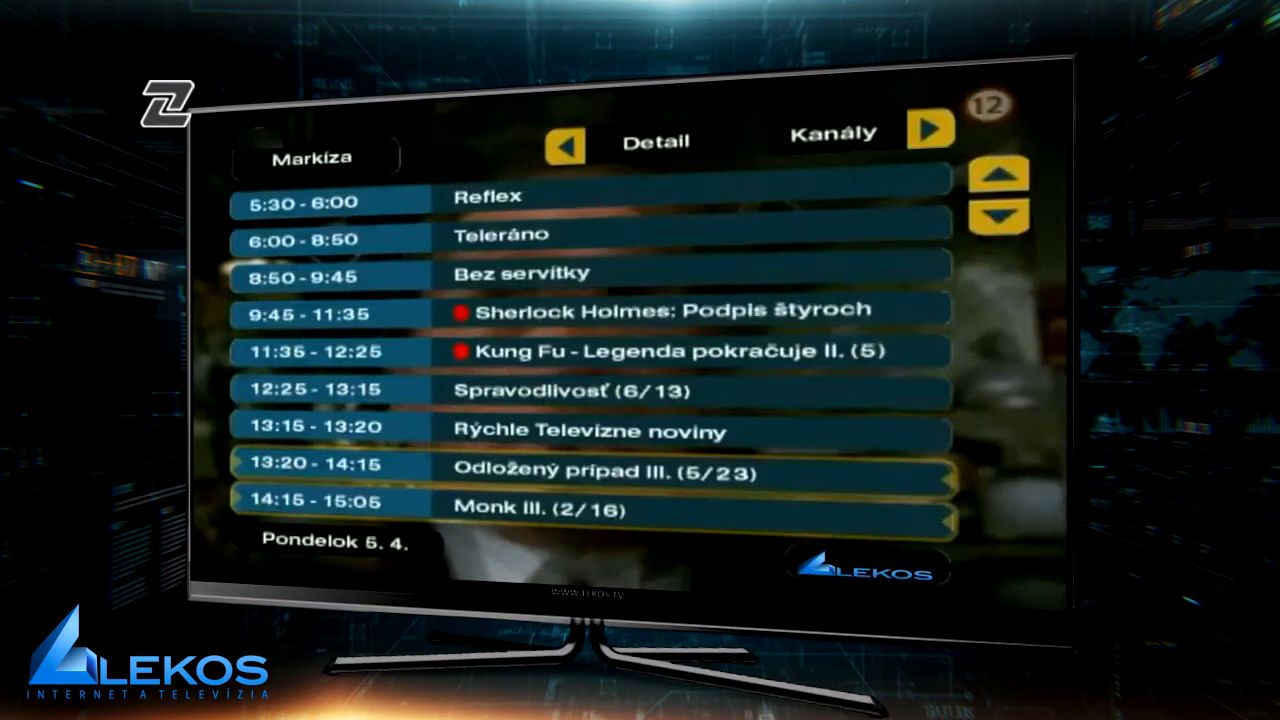 12
Markíza
Detail
Kanály
5:30 - 6:00 Reflex
6:00 - 8:50 Teleráno
8:50 - 9:45 Bez servítky
9:45 - 11:35 Sherlock Holmes: Podpis štyroch
11:35 - 12:25 Kung Fu - Legenda pokračuje II. (5)
12:25 - 13:15 Spravodlivosť (6/13)
13:15 - 13:20 Rýchle Televízne noviny
13:20 - 14:15 Odložený prípad III. (5/23)
14:15 - 15:05 Monk III. (2/16)
Pondelok 5. 4.
LEKOS
WWW.LEKOS.TV
LEKOS
INTERNET A TELEVÍZIA